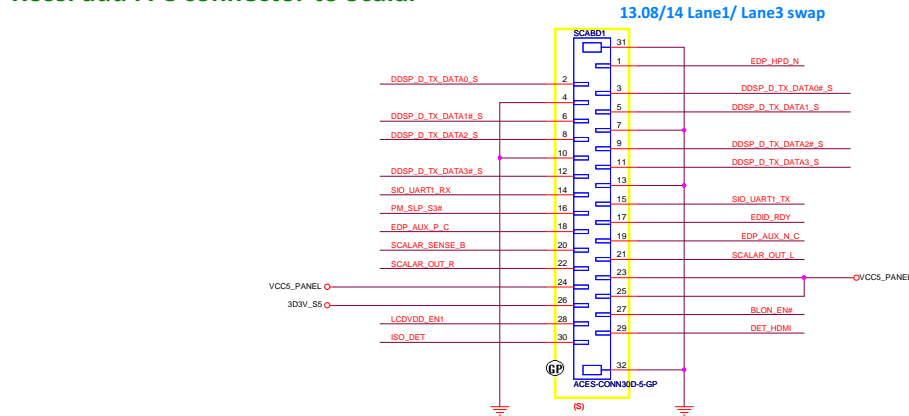 13.08/14 Lane1/ Lane3 swap
SCABD1
31
1 EDP_HPD_N
DDSP_D_TX_DATA0_S 2
3 DDSP_D_TX_DATA0#_S
4
5 DDSP_D_TX_DATA1_S
DDSP_D_TX_DATA1#_S 6
7
DDSP_D_TX_DATA2_S 8
9 DDSP_D_TX_DATA2#_S
10
11 DDSP_D_TX_DATA3_S
DDSP_D_TX_DATA3#_S 12
13
SIO_UART1_RX 14
15 SIO_UART1_TX
PM_SLP_S3# 16
17 EDID_RDY
EDP_AUX_P_C 18
19 EDP_AUX_N_C
SCALAR_SENSE_B 20
21 SCALAR_OUT_L
SCALAR_OUT_R 22
23 VCC5_PANEL
VCC5_PANEL 24
25
3D3V_S5 26
27 BLON_EN#
LCDVDD_EN1 28
29 DET_HDMI
ISO_DET 30
32
GP
ACES-CONN30D-5-GP
(S)